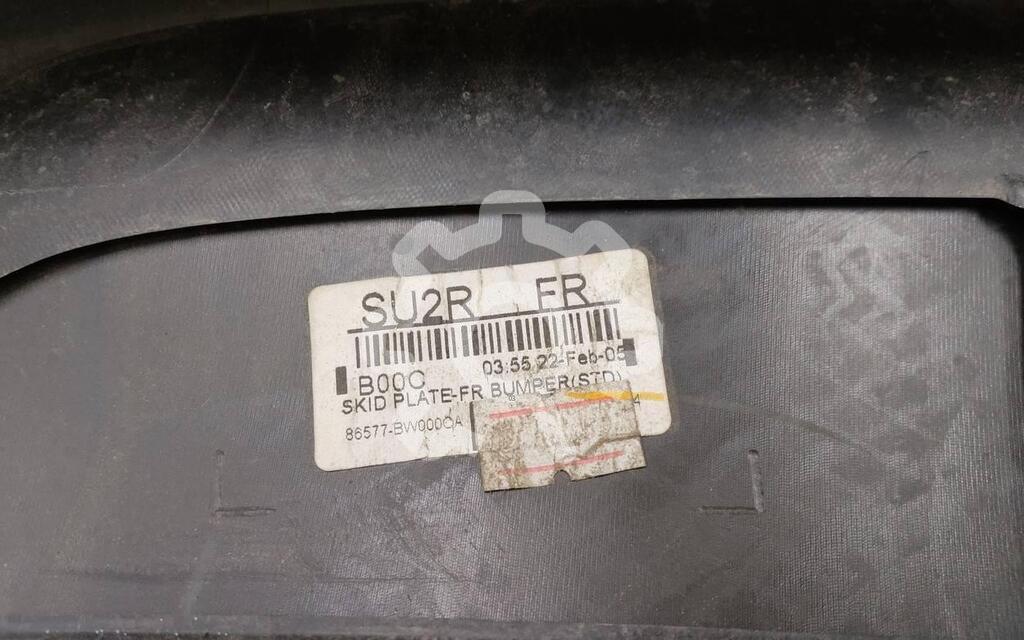 SU2R FR
B00C 03:55 22-Feb-05
SKID PLATE-FR BUMPER(STD)
86577-BW000CA